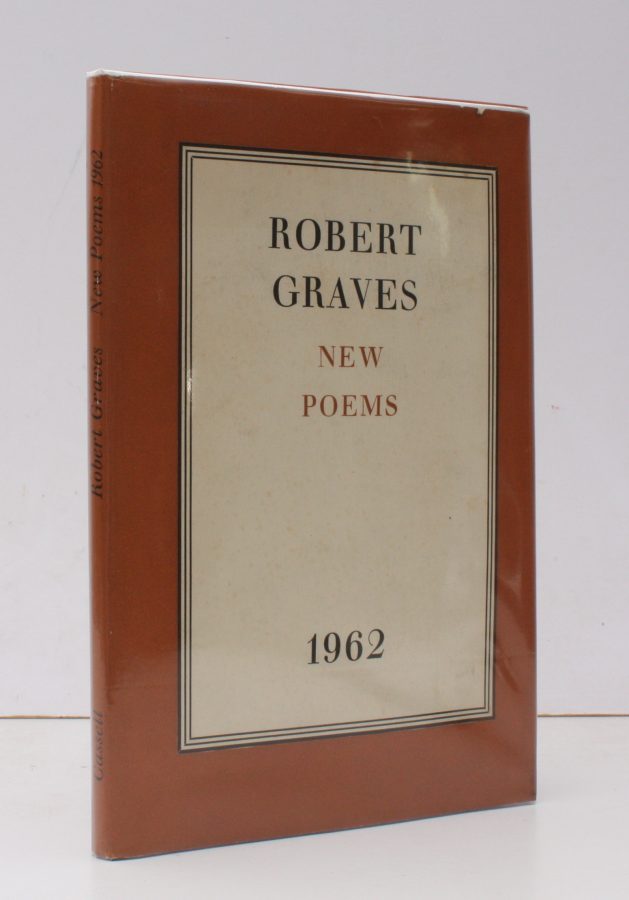 ROBERT
GRAVES
NEW
POEMS
1962
Robert Graves New Poems 1962
Cassell